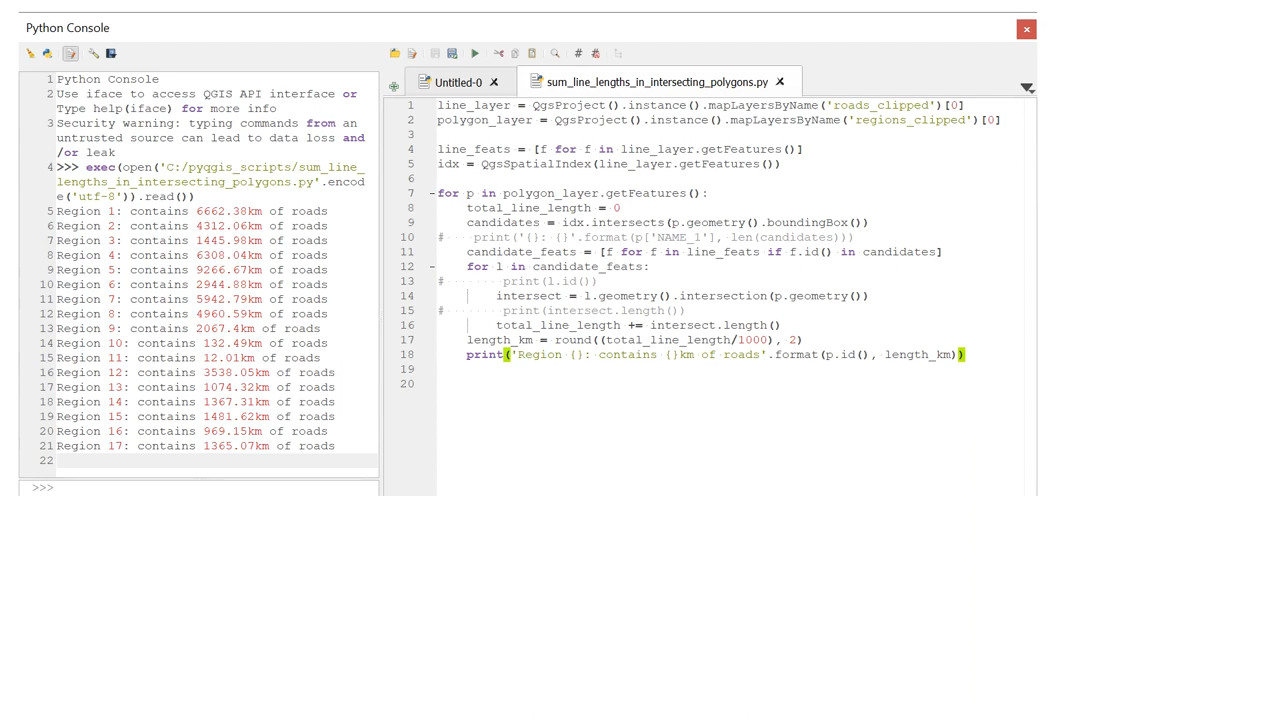 Python Console
1 Python Console
2 Use iface to access QGIS API interface or
Type help(iface) for more info
3 Security warning: typing commands from an
untrusted source can lead to data loss and
/or leak
4 >>> exec(open('C:/pyqgis_scripts/sum_line_
lengths_in_intersecting_polygons.py'.encod
e('utf-8')).read())
5 Region 1: contains 6662.38km of roads
6 Region 2: contains 4312.06km of roads
7 Region 3: contains 1445.98km of roads
8 Region 4: contains 6308.04km of roads
9 Region 5: contains 9266.67km of roads
10 Region 6: contains 2944.88km of roads
11 Region 7: contains 5942.79km of roads
12 Region 8: contains 4960.59km of roads
13 Region 9: contains 2067.4km of roads
14 Region 10: contains 132.49km of roads
15 Region 11: contains 12.01km of roads
16 Region 12: contains 3538.05km of roads
17 Region 13: contains 1074.32km of roads
18 Region 14: contains 1367.31km of roads
19 Region 15: contains 1481.62km of roads
20 Region 16: contains 969.15km of roads
21 Region 17: contains 1365.07km of roads
22
>>>
Untitled-0
sum_line_lengths_in_intersecting_polygons.py
1 line_layer = QgsProject().instance().mapLayersByName('roads_clipped')[0]
2 polygon_layer = QgsProject().instance().mapLayersByName('regions_clipped')[0]
3
4 line_feats = [f for f in line_layer.getFeatures()]
5 idx = QgsSpatialIndex(line_layer.getFeatures())
6
7 for p in polygon_layer.getFeatures():
8     total_line_length = 0
9     candidates = idx.intersects(p.geometry().boundingBox())
10 #    print('{}: {}'.format(p['NAME_1'], len(candidates)))
11     candidate_feats = [f for f in line_feats if f.id() in candidates]
12     for l in candidate_feats:
13 #        print(l.id())
14         intersect = l.geometry().intersection(p.geometry())
15 #        print(intersect.length())
16         total_line_length += intersect.length()
17     length_km = round((total_line_length/1000), 2)
18     print('Region {}: contains {}km of roads'.format(p.id(), length_km))
19
20